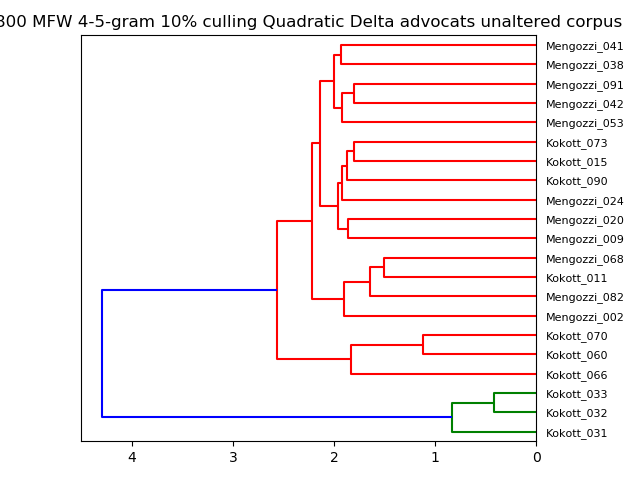 300 MFW 4-5-gram 10% culling Quadratic Delta advocats unaltered corpus
Mengozzi_041
Mengozzi_038
Mengozzi_091
Mengozzi_042
Mengozzi_053
Kokott_073
Kokott_015
Kokott_090
Mengozzi_024
Mengozzi_020
Mengozzi_009
Mengozzi_068
Kokott_011
Mengozzi_082
Mengozzi_002
Kokott_070
Kokott_060
Kokott_066
Kokott_033
Kokott_032
Kokott_031
4 3 2 1 0